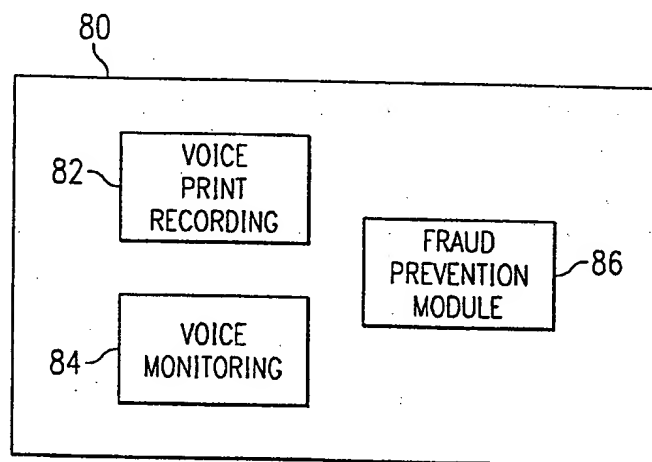 80
82
VOICE
PRINT
RECORDING
FRAUD
PREVENTION
MODULE
86
84
VOICE
MONITORING